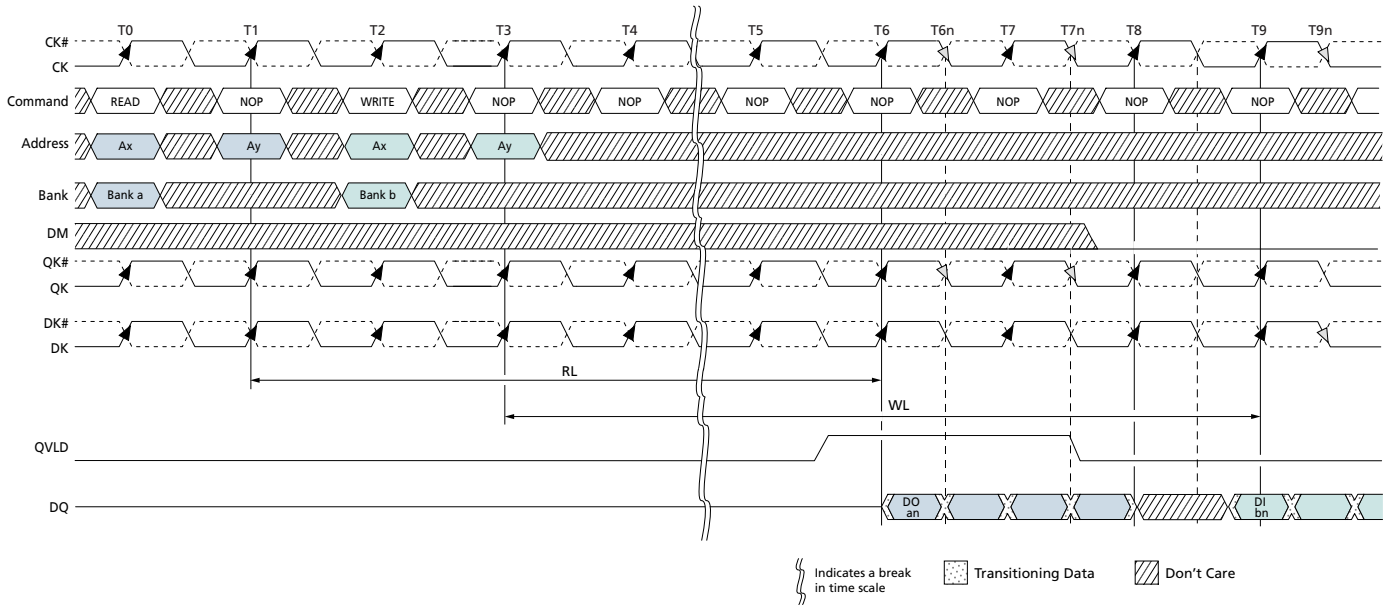 T0 T1 T2 T3 T4 T5 T6 T6n T7 T7n T8 T9 T9n
CK#
CK
Command READ NOP WRITE NOP NOP NOP NOP NOP NOP NOP
Address Ax Ay Ax Ay
Bank Bank a Bank b
DM
QK#
QK
DK#
DK
RL
WL
QVLD
DQ DO an DI bn
Indicates a break in time scale
Transitioning Data
Don't Care